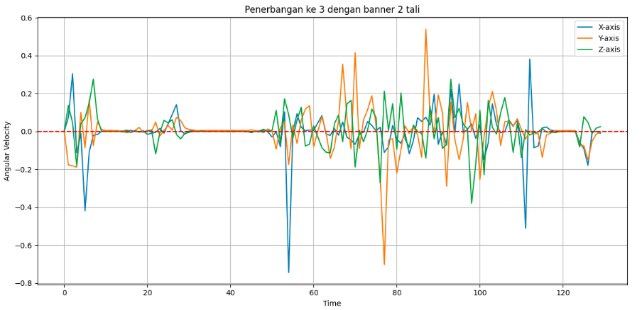 Penerbangan ke 3 dengan banner 2 tali
X-axis
Y-axis
Z-axis
Angular Velocity
0.6
0.4
0.2
0.0
−0.2
−0.4
−0.6
−0.8
0
20
40
60
80
100
120
Time